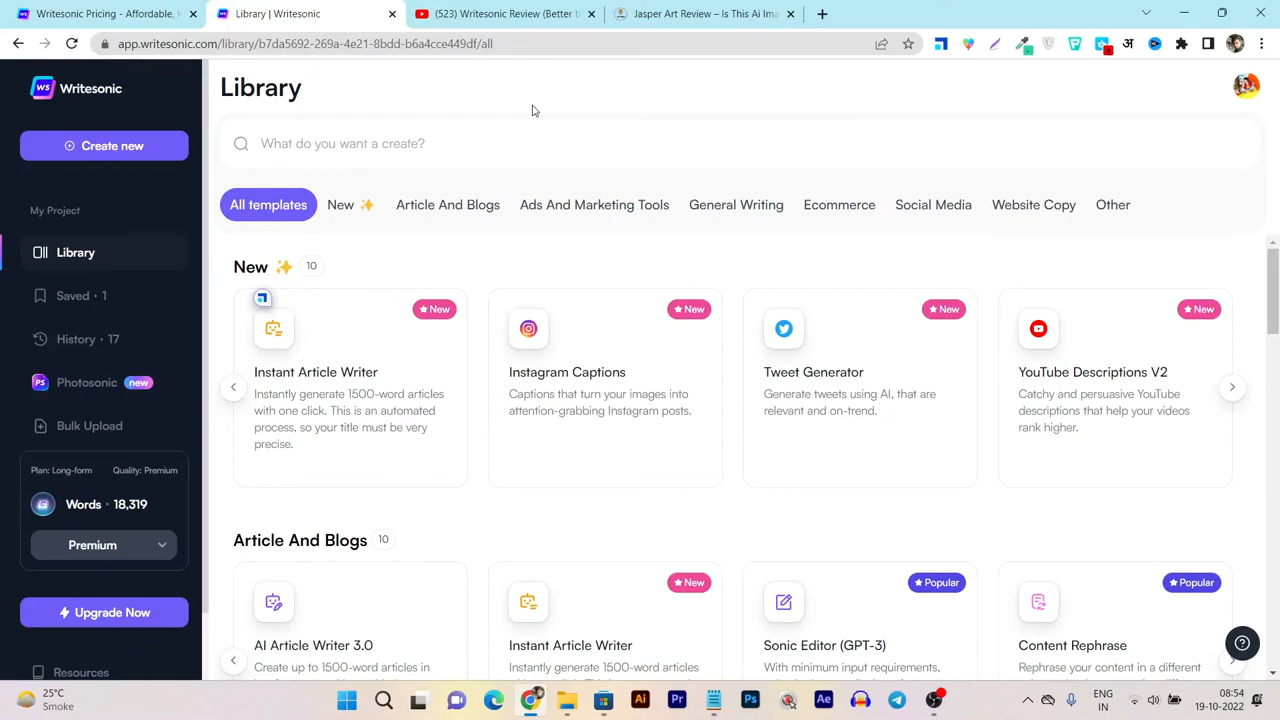 Writesonic Pricing - Affordable,
Library | Writesonic
(523) Writesonic Review (Better t
Jasper Art Review – Is This Ai Ima
app.writesonic.com/library/b7da5692-269a-4e21-8bdd-b6a4cce449df/all
अ
WS Writesonic
Create new
My Project
Library
Saved · 1
History · 17
PS Photosonic new
Bulk Upload
Plan: Long-form Quality: Premium
Words · 18,319
Premium
Upgrade Now
Resources
Library
What do you want a create?
All templates New ✨ Article And Blogs Ads And Marketing Tools General Writing Ecommerce Social Media Website Copy Other
New ✨ 10
New
Instant Article Writer
Instantly generate 1500-word articles
with one click. This is an automated
process, so your title must be very
precise.
New
Instagram Captions
Captions that turn your images into
attention-grabbing Instagram posts.
New
Tweet Generator
Generate tweets using AI, that are
relevant and on-trend.
New
YouTube Descriptions V2
Catchy and persuasive YouTube
descriptions that help your videos
rank higher.
Article And Blogs 10
AI Article Writer 3.0
Create up to 1500-word articles in
New
Instant Article Writer
Instantly generate 1500-word articles
Popular
Sonic Editor (GPT-3)
With minimum input requirements,
Popular
Content Rephrase
Rephrase your content in a different
25°C
Smoke
Ai
Pr
Ps
Ae
ENG
IN
08:54
19-10-2022